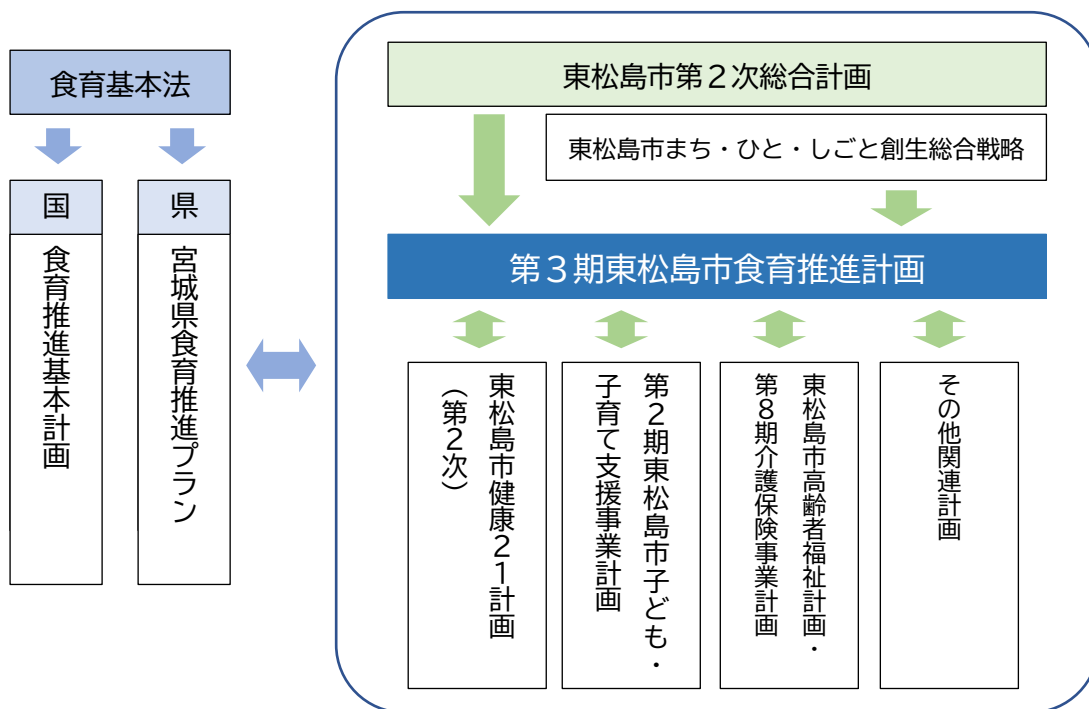 食育基本法
国
食育推進基本計画
県
宮城県食育推進プラン
東松島市第２次総合計画
東松島市まち・ひと・しごと創生総合戦略
第３期東松島市食育推進計画
東松島市健康２１計画
（第２次）
第２期東松島市子ども・
子育て支援事業計画
東松島市高齢者福祉計画・
第８期介護保険事業計画
その他関連計画